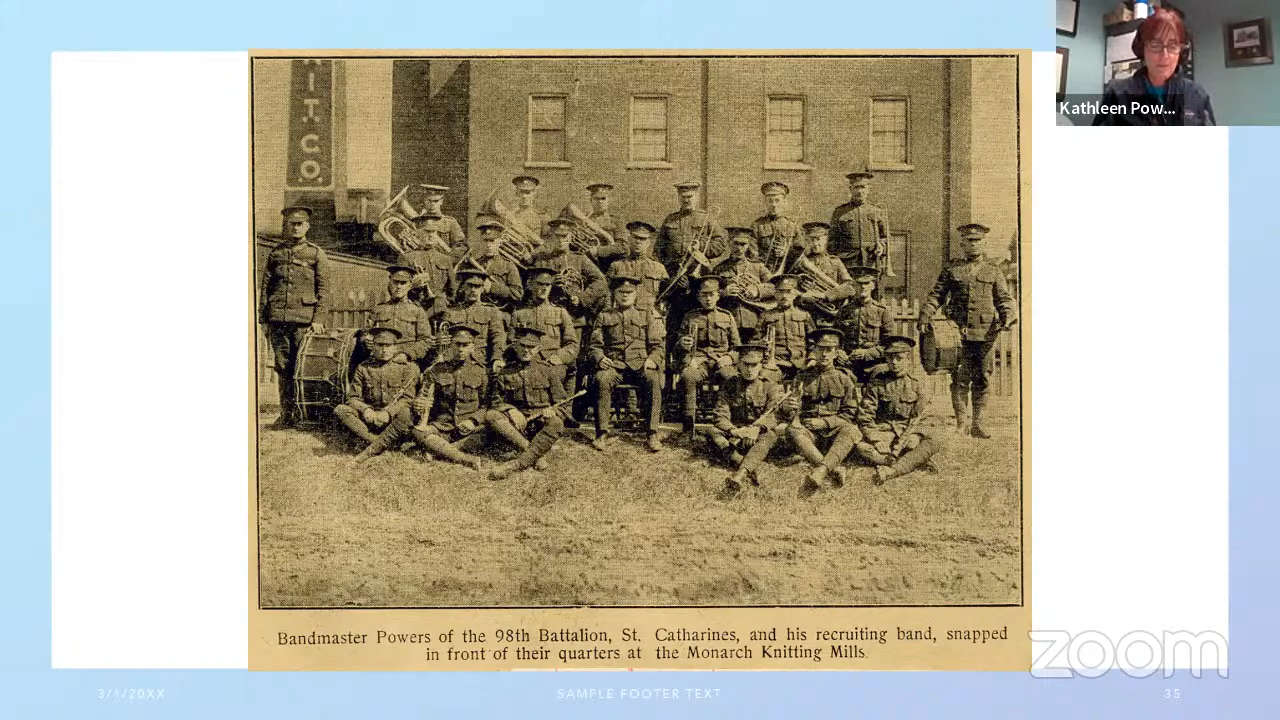 I
T.
CO.
Kathleen Pow...
Bandmaster Powers of the 98th Battalion, St. Catharines, and his recruiting band, snapped
in front of their quarters at the Monarch Knitting Mills.
zoom
3/1/20XX
SAMPLE FOOTER TEXT
35